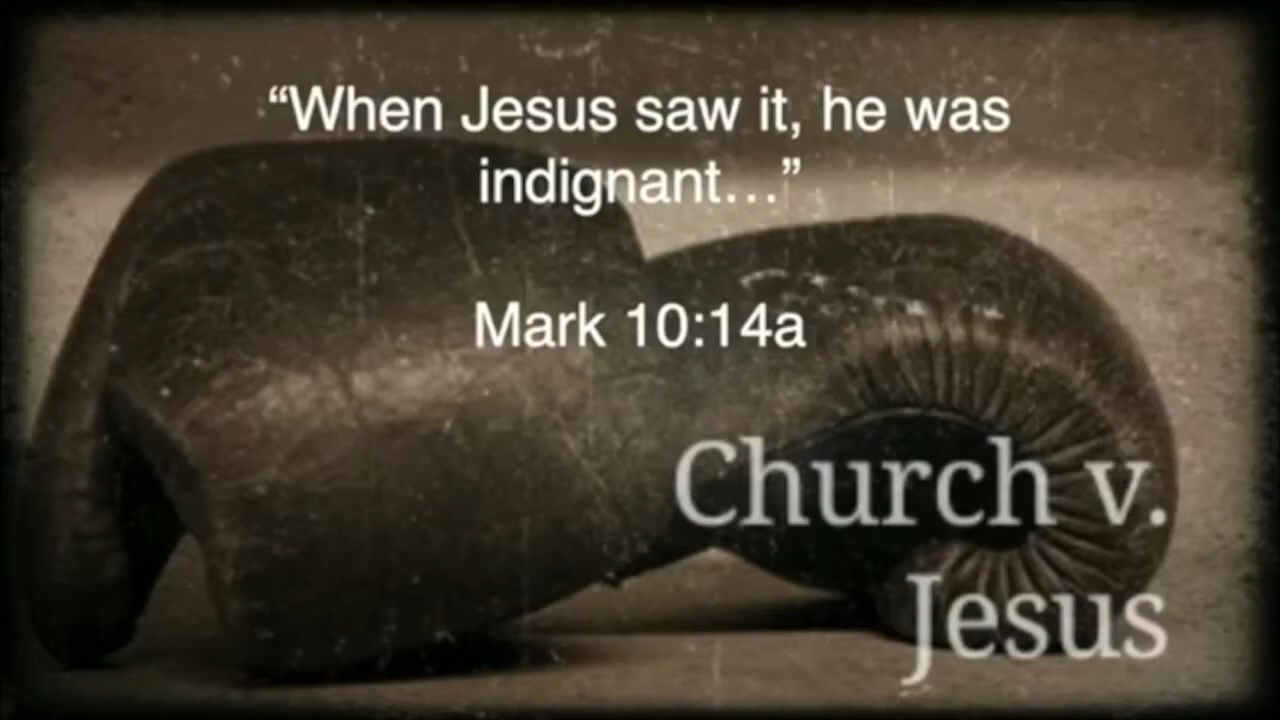 “When Jesus saw it, he was
indignant…”
Mark 10:14a
Church v.
Jesus